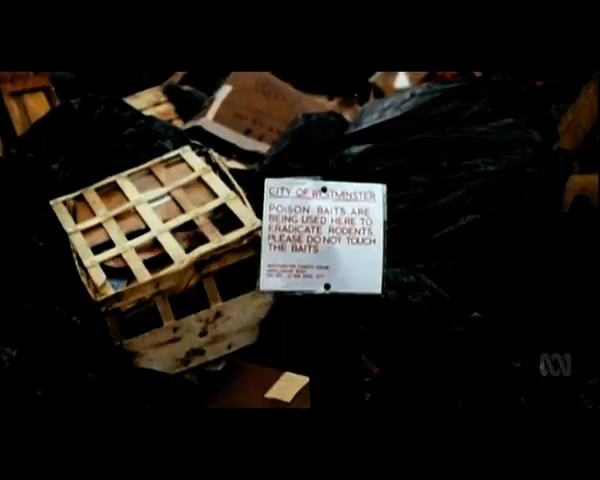 CITY OF WESTMINSTER
POISON BAITS ARE
BEING USED HERE TO
ERADICATE RODENTS.
PLEASE DO NOT TOUCH
THE BAITS